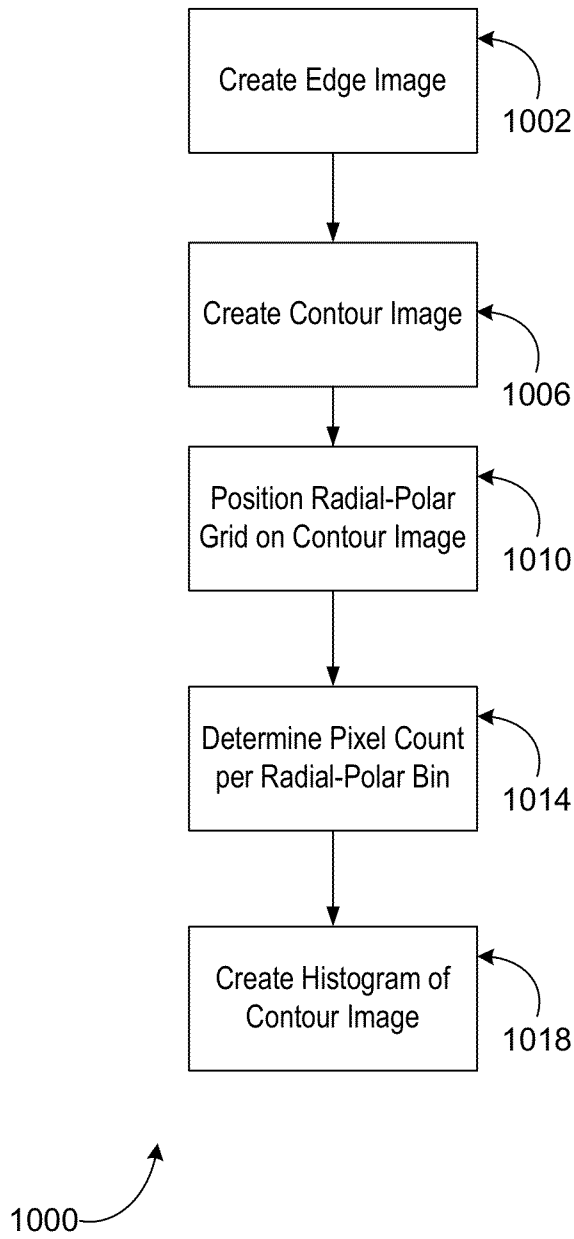 Create Edge Image
1002
Create Contour Image
1006
Position Radial-Polar
Grid on Contour Image
1010
Determine Pixel Count
per Radial-Polar Bin
1014
Create Histogram of
Contour Image
1018
1000